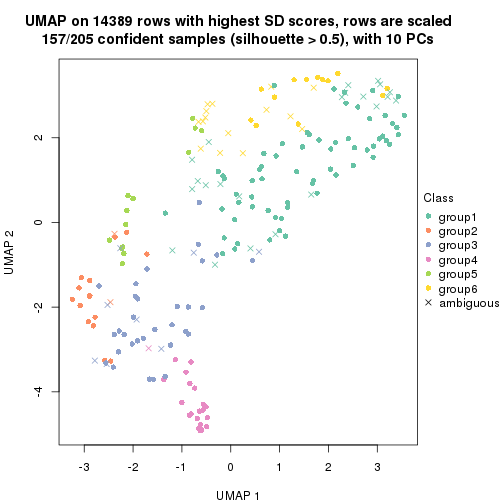 UMAP on 14389 rows with highest SD scores, rows are scaled
157/205 confident samples (silhouette > 0.5), with 10 PCs
2
0
-2
-4
UMAP 2
-3
-2
-1
0
1
2
3
UMAP 1
Class
group1
group2
group3
group4
group5
group6
ambiguous